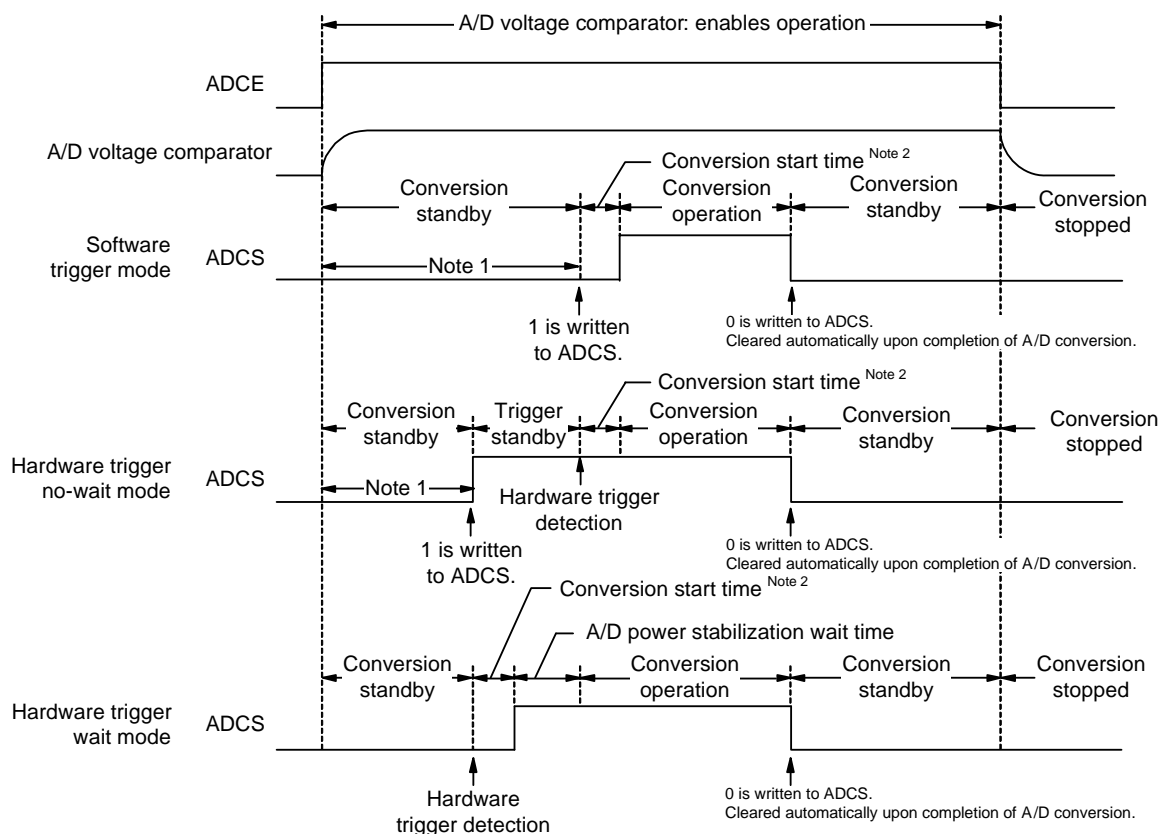 A/D voltage comparator: enables operation
ADCE
A/D voltage comparator
Conversion start time Note 2
Conversion
standby
Conversion
operation
Conversion
standby
Conversion
stopped
Software
trigger mode
ADCS
Note 1
1 is written
to ADCS.
0 is written to ADCS.
Cleared automatically upon completion of A/D conversion.
Conversion start time Note 2
Conversion
standby
Trigger
standby
Conversion
operation
Conversion
standby
Conversion
stopped
Hardware trigger
no-wait mode
ADCS
Note 1
Hardware trigger
detection
1 is written
to ADCS.
0 is written to ADCS.
Cleared automatically upon completion of A/D conversion.
Conversion start time Note 2
A/D power stabilization wait time
Conversion
standby
Conversion
operation
Conversion
standby
Conversion
stopped
Hardware trigger
wait mode
ADCS
Hardware
trigger detection
0 is written to ADCS.
Cleared automatically upon completion of A/D conversion.